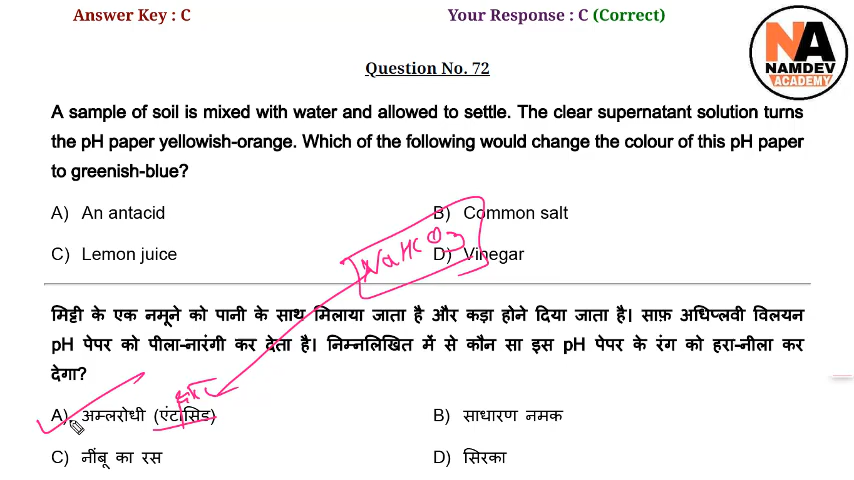 Answer Key : C Your Response : C (Correct)
NA
NAMDEV
ACADEMY
Question No. 72
A sample of soil is mixed with water and allowed to settle. The clear supernatant solution turns
the pH paper yellowish-orange. Which of the following would change the colour of this pH paper
to greenish-blue?
A) An antacid B) Common salt
C) Lemon juice D) Vinegar
NaHCO3
मिट्टी के एक नमूने को पानी के साथ मिलाया जाता है और कड़ा होने दिया जाता है। साफ़ अधिप्लवी विलयन
pH पेपर को पीला-नारंगी कर देता है। निम्नलिखित में से कौन सा इस pH पेपर के रंग को हरा-नीला कर
देगा?
A) अम्लरोधी (एंटासिड) B) साधारण नमक
C) नींबू का रस D) सिरका